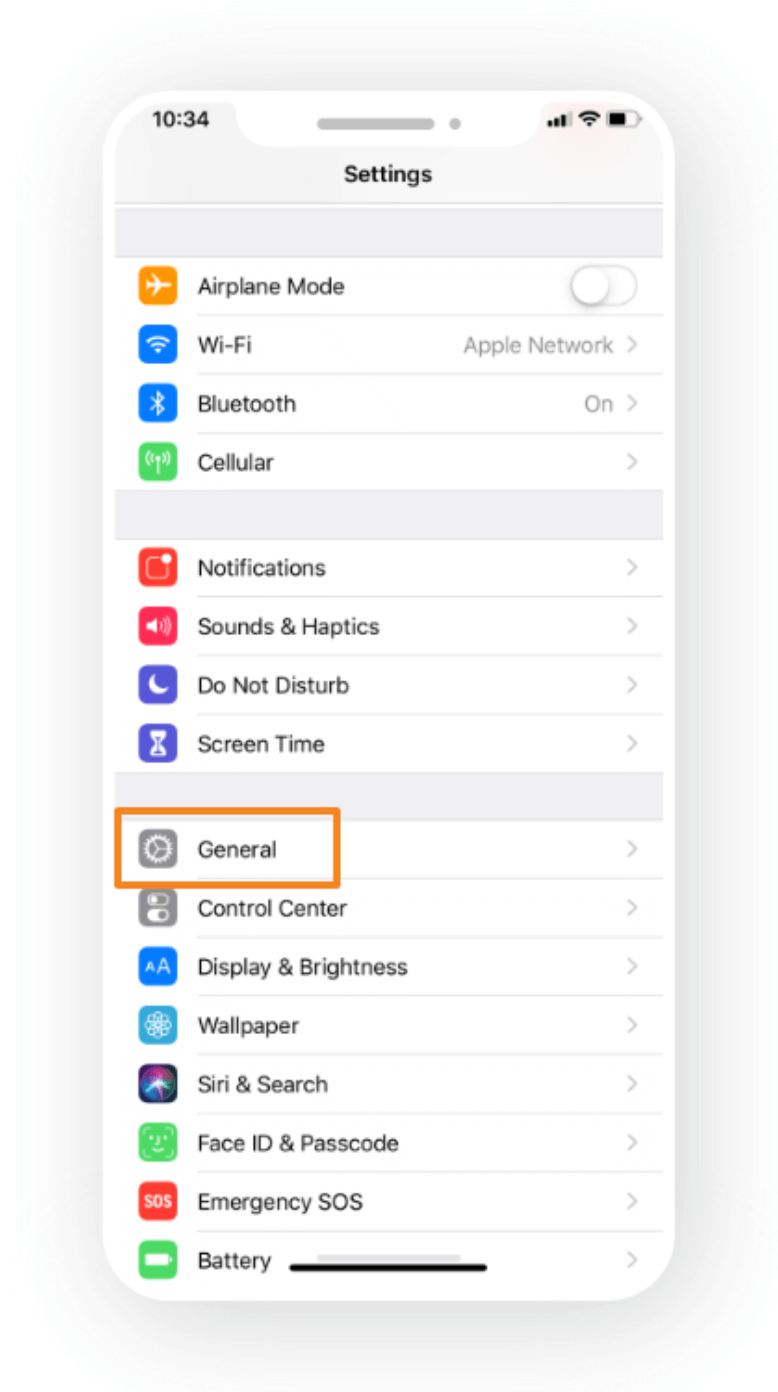 10:34
Settings
Airplane Mode
Wi-Fi Apple Network
Bluetooth On
Cellular
Notifications
Sounds & Haptics
Do Not Disturb
Screen Time
General
Control Center
AA Display & Brightness
Wallpaper
Siri & Search
Face ID & Passcode
SOS Emergency SOS
Battery